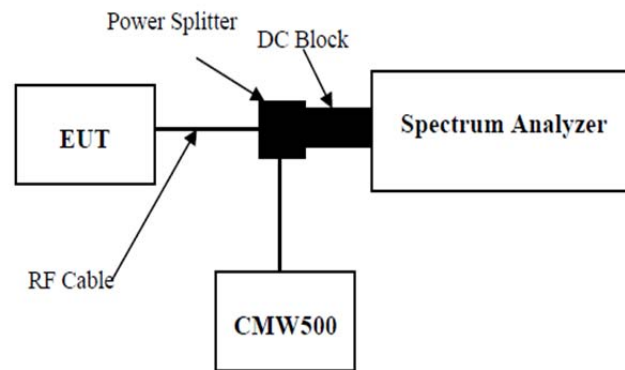 Power Splitter
DC Block
EUT
Spectrum Analyzer
RF Cable
CMW500